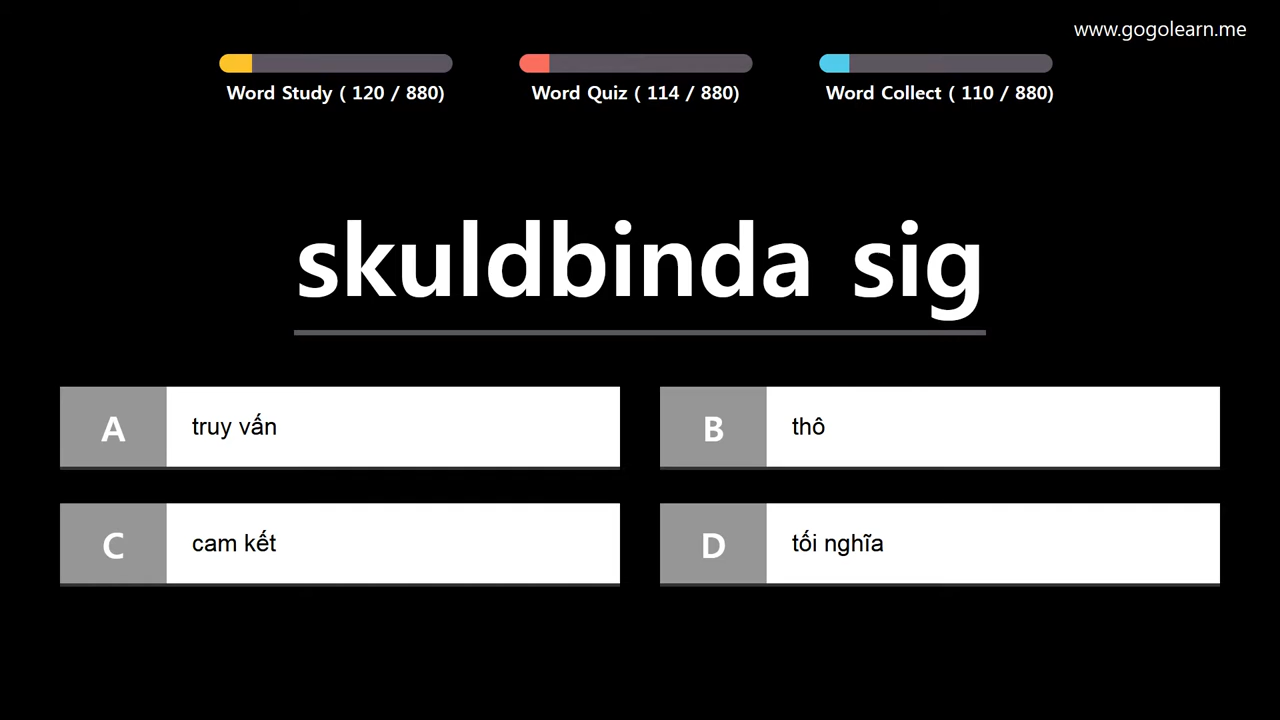 www.gogolearn.me
Word Study ( 120 / 880)
Word Quiz ( 114 / 880)
Word Collect ( 110 / 880)
skuldbinda sig
A truy vấn
B thô
C cam kết
D tối nghĩa